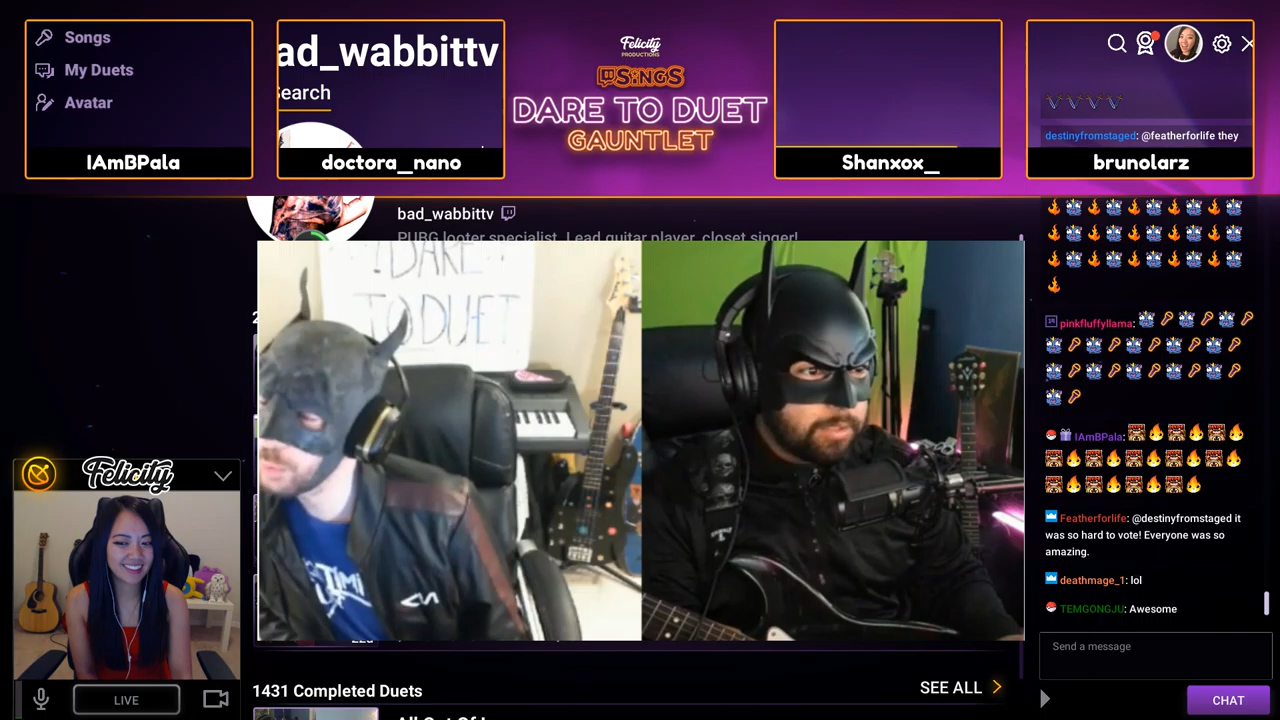 Songs
My Duets
Avatar
IAmBPala
ad_wabbittv
Search
doctora__nano
Felicity
PRODUCTIONS
SINGS
DARE TO DUET
GAUNTLET
Shanxox_
destinyfromstaged: @featherforlife they
brunolarz
bad_wabbittv
PUBG looter specialist. Lead guitar player, closet singer!
I DARE
TO DUET
pinkfluffyllama:
IAmBPala:
Featherforlife: @destinyfromstaged it
was so hard to vote! Everyone was so
amazing.
deathmage_1: lol
TEMGONGJU: Awesome
Send a message
CHAT
Felicity
LIVE
1431 Completed Duets
SEE ALL